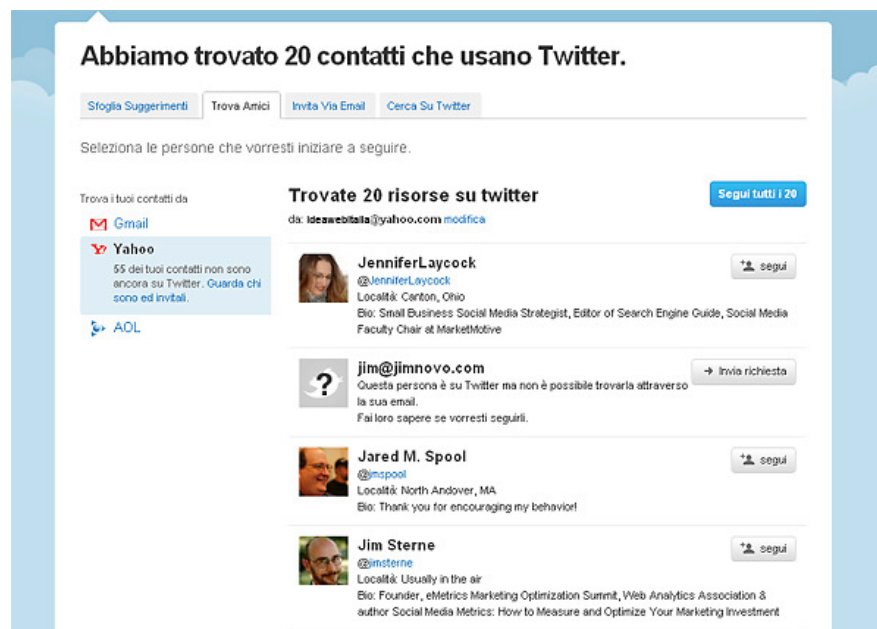 Abbiamo trovato 20 contatti che usano Twitter.
Sfoglia Suggerimenti Trova Amici Invita Via Email Cerca Su Twitter
Seleziona le persone che vorresti iniziare a seguire.
Trova i tuoi contatti da
Gmail
Yahoo
55 dei tuoi contatti non sono
ancora su Twitter. Guarda chi
sono ed invitali.
AOL
Trovate 20 risorse su twitter
Segui tutti i 20
da: ideawebitalia@yahoo.com modifica
JenniferLaycock
segui
@JenniferLaycock
Località: Canton, Ohio
Bio: Small Business Social Media Strategist, Editor of Search Engine Guide, Social Media
Faculty Chair at MarketMotive
jim@jimnovo.com
Invia richiesta
Questa persona è su Twitter ma non è possibile trovarla attraverso
la sua email.
Fai loro sapere se vorresti seguirli.
Jared M. Spool
segui
@jmspool
Località: North Andover, MA
Bio: Thank you for encouraging my behavior!
Jim Sterne
segui
@jimsterne
Località: Usually in the air
Bio: Founder, eMetrics Marketing Optimization Summit, Web Analytics Association &
author Social Media Metrics: How to Measure and Optimize Your Marketing Investment